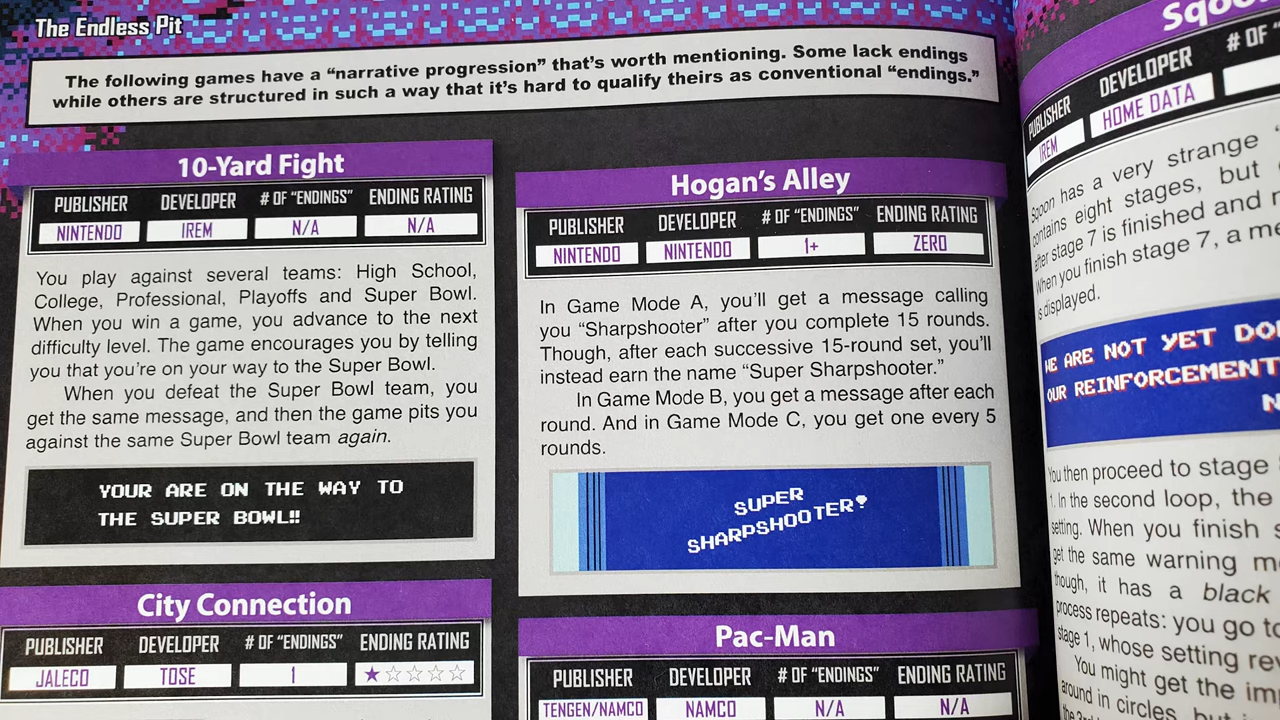 The Endless Pit
The following games have a “narrative progression” that’s worth mentioning. Some lack endings
while others are structured in such a way that it’s hard to qualify theirs as conventional “endings.”
10-Yard Fight
PUBLISHER DEVELOPER # OF “ENDINGS” ENDING RATING
NINTENDO IREM N/A N/A
You play against several teams: High School,
College, Professional, Playoffs and Super Bowl.
When you win a game, you advance to the next
difficulty level. The game encourages you by telling
you that you’re on your way to the Super Bowl.
When you defeat the Super Bowl team, you
get the same message, and then the game pits you
against the same Super Bowl team again.
YOUR ARE ON THE WAY TO
THE SUPER BOWL!!
City Connection
PUBLISHER DEVELOPER # OF “ENDINGS” ENDING RATING
JALECO TOSE 1 ★☆☆☆☆
Hogan’s Alley
PUBLISHER DEVELOPER # OF “ENDINGS” ENDING RATING
NINTENDO NINTENDO 1+ ZERO
In Game Mode A, you’ll get a message calling
you “Sharpshooter” after you complete 15 rounds.
Though, after each successive 15-round set, you’ll
instead earn the name “Super Sharpshooter.”
In Game Mode B, you get a message after each
round. And in Game Mode C, you get one every 5
rounds.
SUPER
SHARPSHOOTER!
Pac-Man
PUBLISHER DEVELOPER # OF “ENDINGS” ENDING RATING
TENGEN/NAMCO NAMCO N/A N/A
PUBLISHER DEVELOPER # OF
IREM HOME DATA
Sqoon has a very strange
contains eight stages, but
after stage 7 is finished and
When you finish stage 7, a
is displayed.
WE ARE NOT YET
OUR REINFORCEMENT
You then proceed to stage
1. In the second loop, the
setting. When you finish
get the same warning
though, it has a black
process repeats: you go
stage 1, whose setting
You might get the
around in circles, but